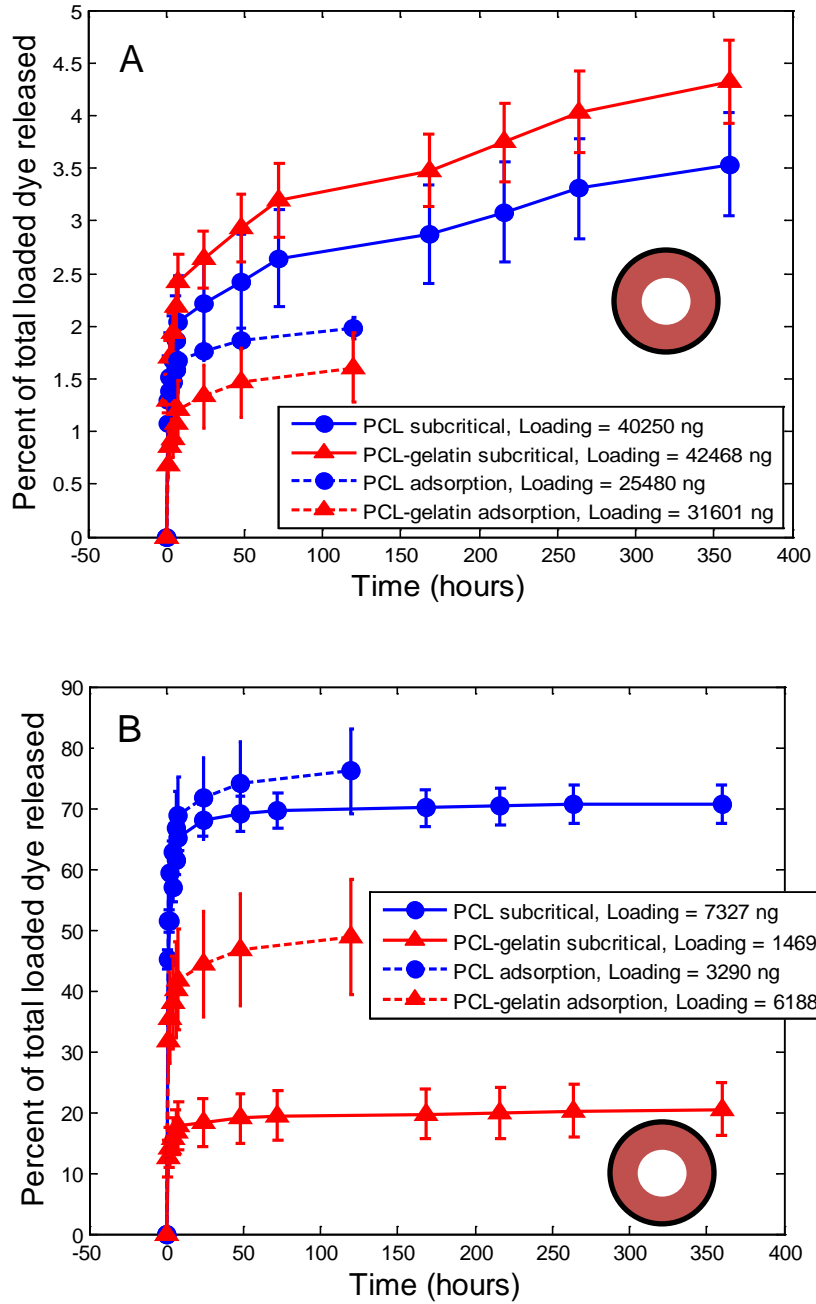 A
5
4.5
4
3.5
3
2.5
2
1.5
1
0.5
0
Percent of total loaded dye released
PCL subcritical, Loading = 40250 ng
PCL-gelatin subcritical, Loading = 42468 ng
PCL adsorption, Loading = 25480 ng
PCL-gelatin adsorption, Loading = 31601 ng
-50 0 50 100 150 200 250 300 350 400
Time (hours)
B
90
80
70
60
50
40
30
20
10
0
Percent of total loaded dye released
PCL subcritical, Loading = 7327 ng
PCL-gelatin subcritical, Loading = 1469
PCL adsorption, Loading = 3290 ng
PCL-gelatin adsorption, Loading = 6188
-50 0 50 100 150 200 250 300 350 400
Time (hours)